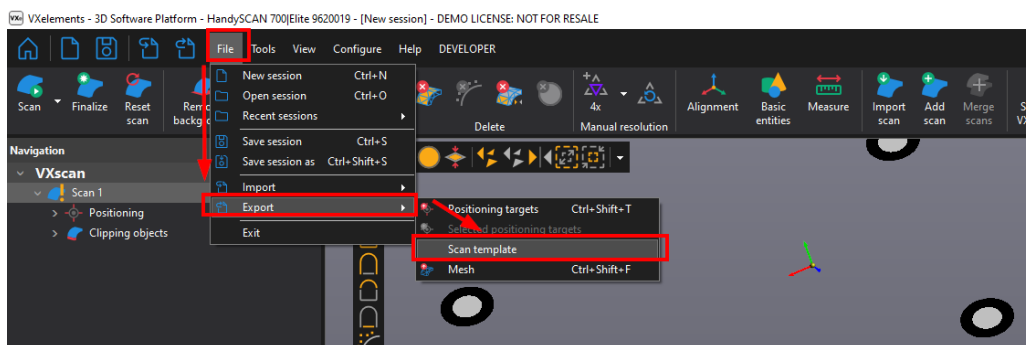 VXelements - 3D Software Platform - HandySCAN 700|Elite 9620019 - [New session] - DEMO LICENSE: NOT FOR RESALE
File Tools View Configure Help DEVELOPER
Scan Finalize Reset scan
Delete
4x
Manual resolution
Alignment Basic entities Measure Import scan Add scan Merge scans
Navigation
VXscan
Scan 1
Positioning
Clipping objects
New session Ctrl+N
Open session Ctrl+O
Recent sessions
Save session Ctrl+S
Save session as Ctrl+Shift+S
Import
Export
Exit
Positioning targets Ctrl+Shift+T
Selected positioning targets
Scan template
Mesh Ctrl+Shift+F